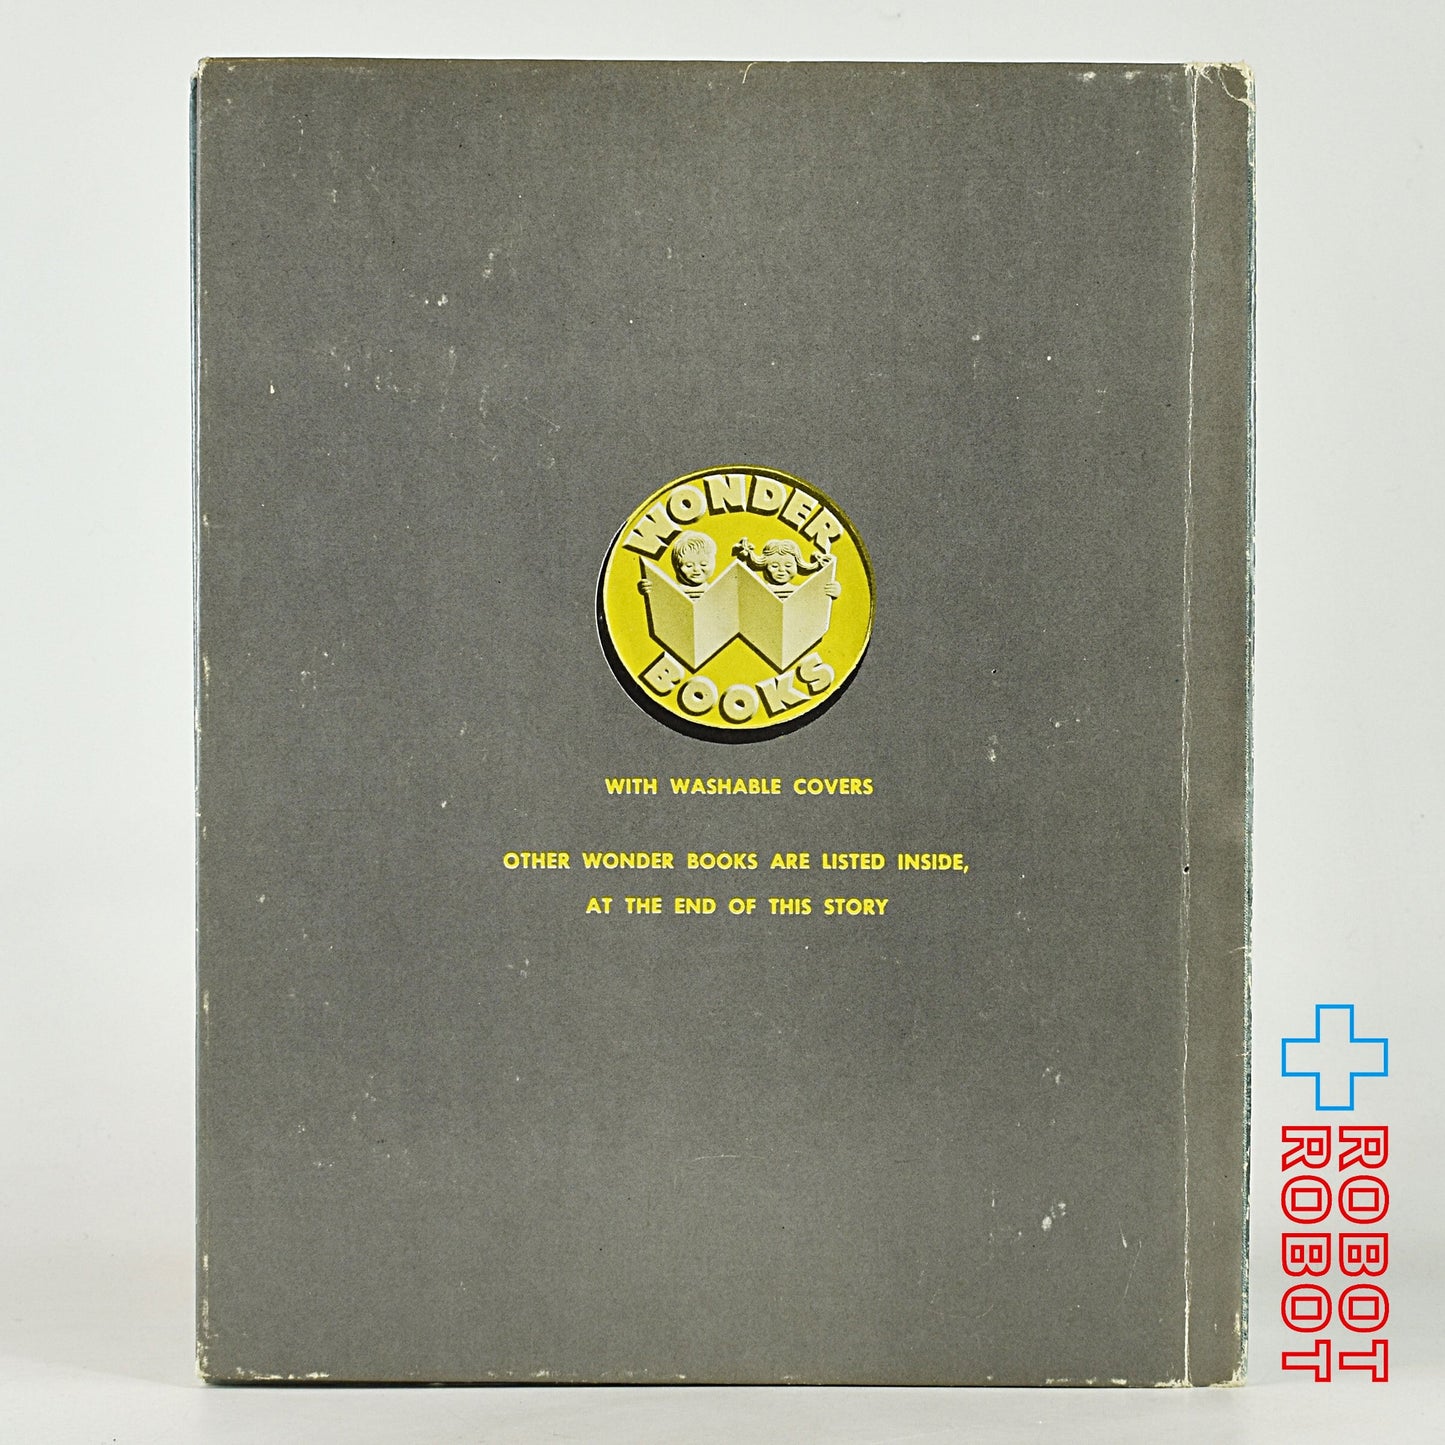 WONDER
BOOKS
WITH WASHABLE COVERS
OTHER WONDER BOOKS ARE LISTED INSIDE,
AT THE END OF THIS STORY
ROBOT
ROBOT